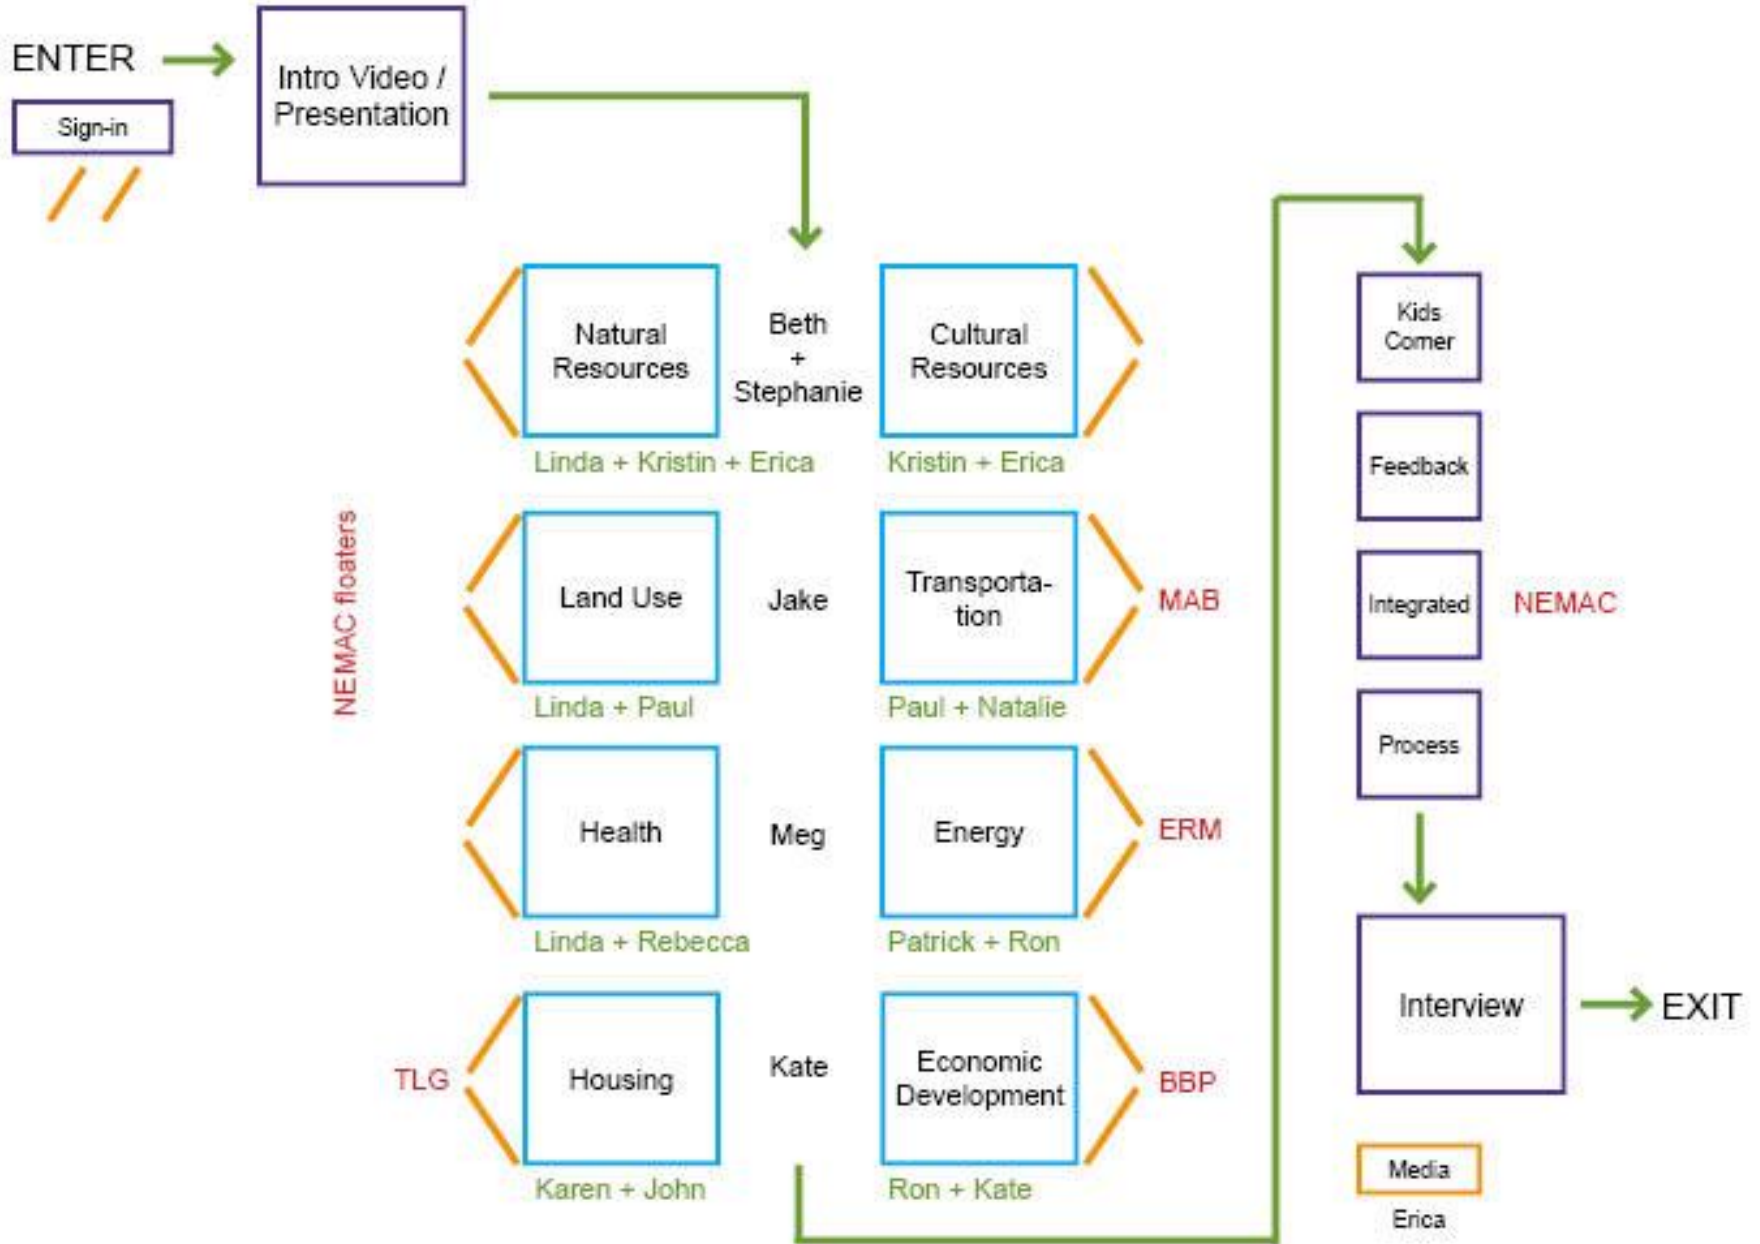 ENTER
Sign-in
Intro Video /
Presentation
Natural
Resources
Beth
+
Stephanie
Cultural
Resources
Linda + Kristin + Erica
Kristin + Erica
NEMAC floaters
Land Use
Jake
Transporta-
tion
MAB
Linda + Paul
Paul + Natalie
Health
Meg
Energy
ERM
Linda + Rebecca
Patrick + Ron
TLG
Housing
Kate
Economic
Development
BBP
Karen + John
Ron + Kate
Kids
Corner
Feedback
Integrated
NEMAC
Process
Interview
EXIT
Media
Erica